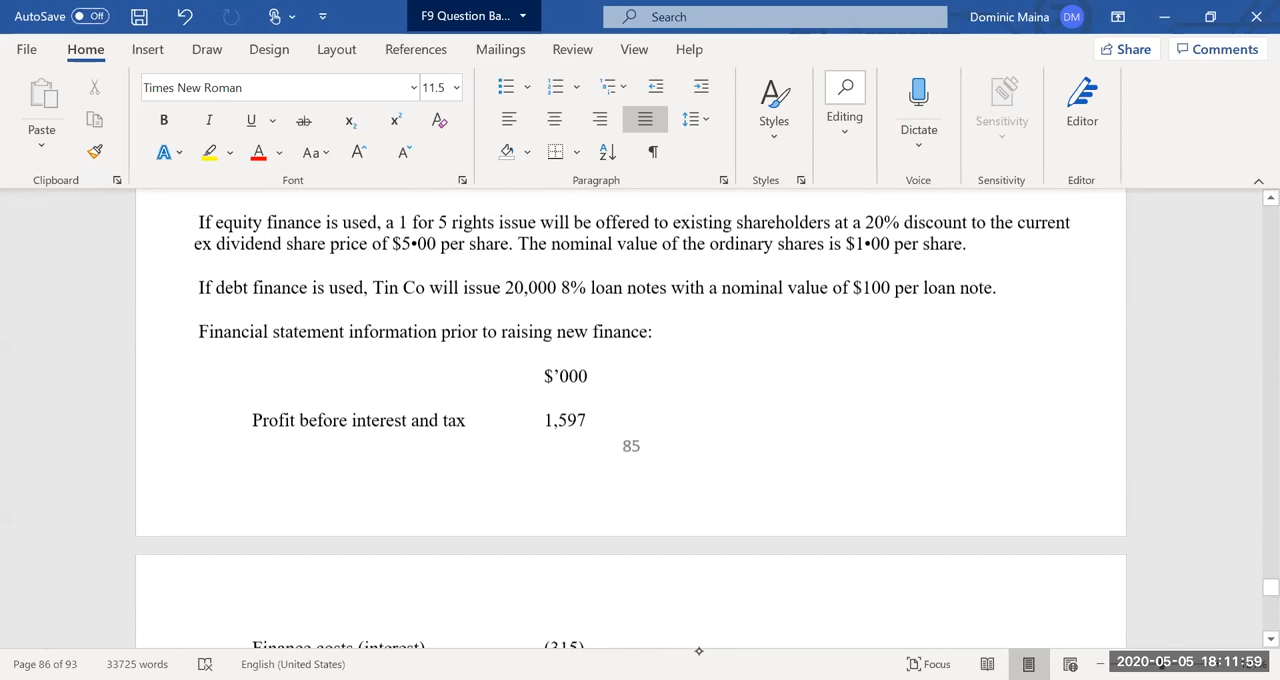 AutoSave Off F9 Question Ba... Search Dominic Maina DM
File Home Insert Draw Design Layout References Mailings Review View Help Share Comments
Times New Roman 11.5
Paste B I U ab x₂ x² A Styles Editing Dictate Sensitivity Editor
A A Aa A A
Clipboard Font Paragraph Styles Voice Sensitivity Editor
If equity finance is used, a 1 for 5 rights issue will be offered to existing shareholders at a 20% discount to the current
ex dividend share price of $5•00 per share. The nominal value of the ordinary shares is $1•00 per share.
If debt finance is used, Tin Co will issue 20,000 8% loan notes with a nominal value of $100 per loan note.
Financial statement information prior to raising new finance:
$’000
Profit before interest and tax 1,597
85
Finance costs (interest) (315)
Page 86 of 93 33725 words English (United States) Focus 2020-05-05 18:11:59